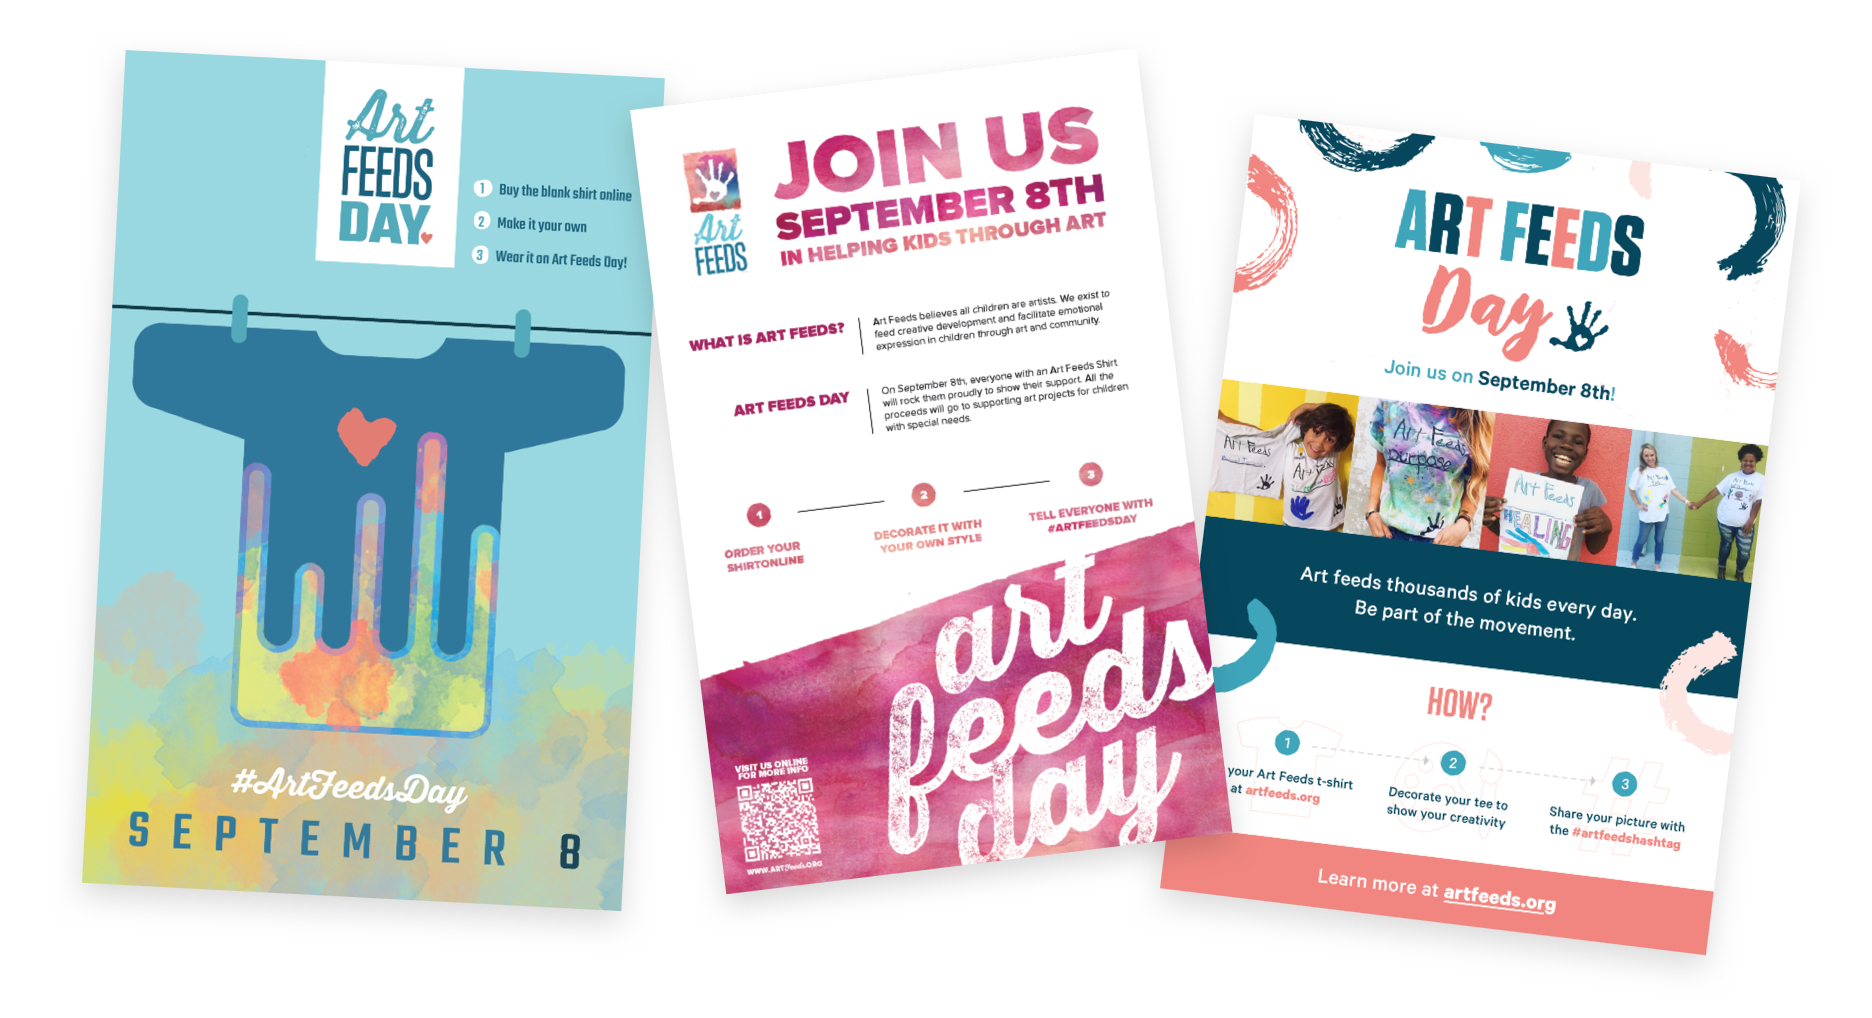 Art
FEEDS
DAY
1 Buy the blank shirt online
2 Make it your own
3 Wear it on Art Feeds Day!
#ArtFeedsDay
SEPTEMBER 8
Art
FEEDS
JOIN US
SEPTEMBER 8TH
IN HELPING KIDS THROUGH ART
WHAT IS ART FEEDS?
Art Feeds believes all children are artists. We exist to
feed creative development and facilitate emotional
expression in children through art and community.
ART FEEDS DAY
On September 8th, everyone with an Art Feeds Shirt
will rock them proudly to show their support. All the
proceeds will go to supporting art projects for children
with special needs.
1
ORDER YOUR
SHIRTONLINE
2
DECORATE IT WITH
YOUR OWN STYLE
3
TELL EVERYONE WITH
#ARTFEEDSDAY
art
feeds
day
VISIT US ONLINE
FOR MORE INFO
WWW.ARTfeeds.ORG
ART FEEDS
Day
Join us on September 8th!
Art Feeds
Art Feeds
Art Feeds
purpose
Art Feeds
HEALING
Art feeds thousands of kids every day.
Be part of the movement.
HOW?
1
your Art Feeds t-shirt
at artfeeds.org
2
Decorate your tee to
show your creativity
3
Share your picture with
the #artfeedshashtag
Learn more at artfeeds.org